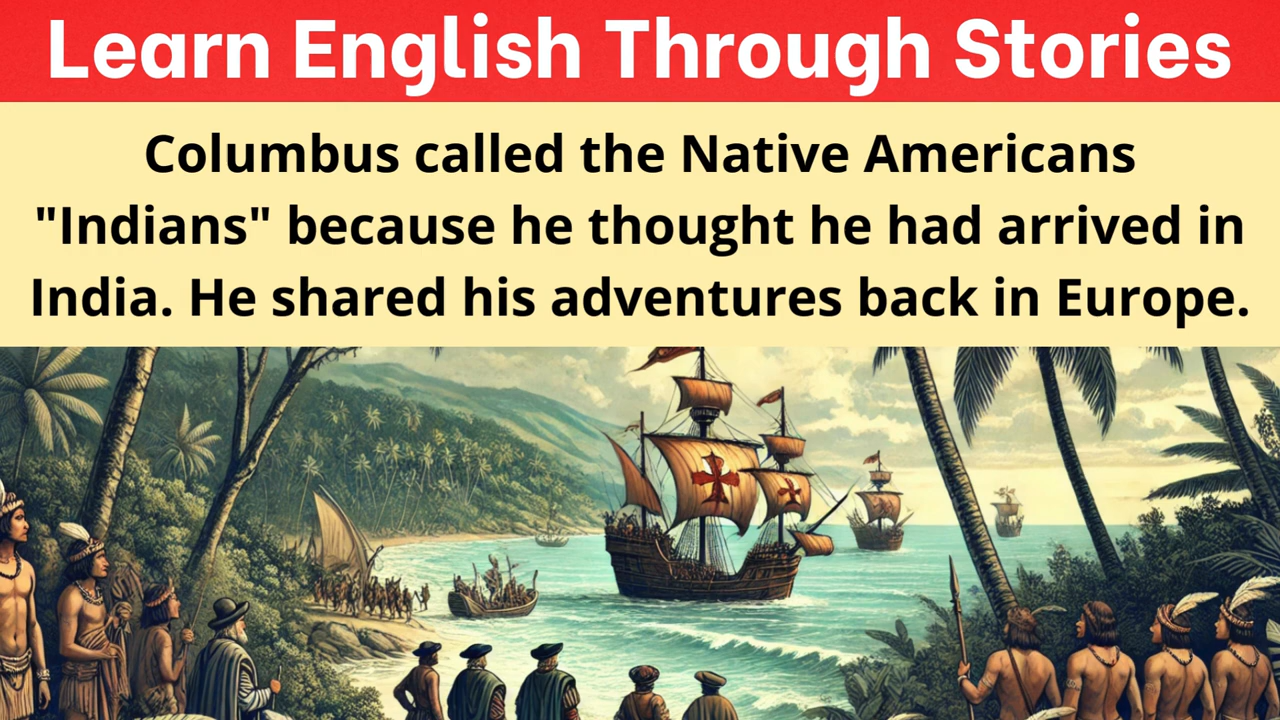 Learn English Through Stories
Columbus called the Native Americans
"Indians" because he thought he had arrived in
India. He shared his adventures back in Europe.